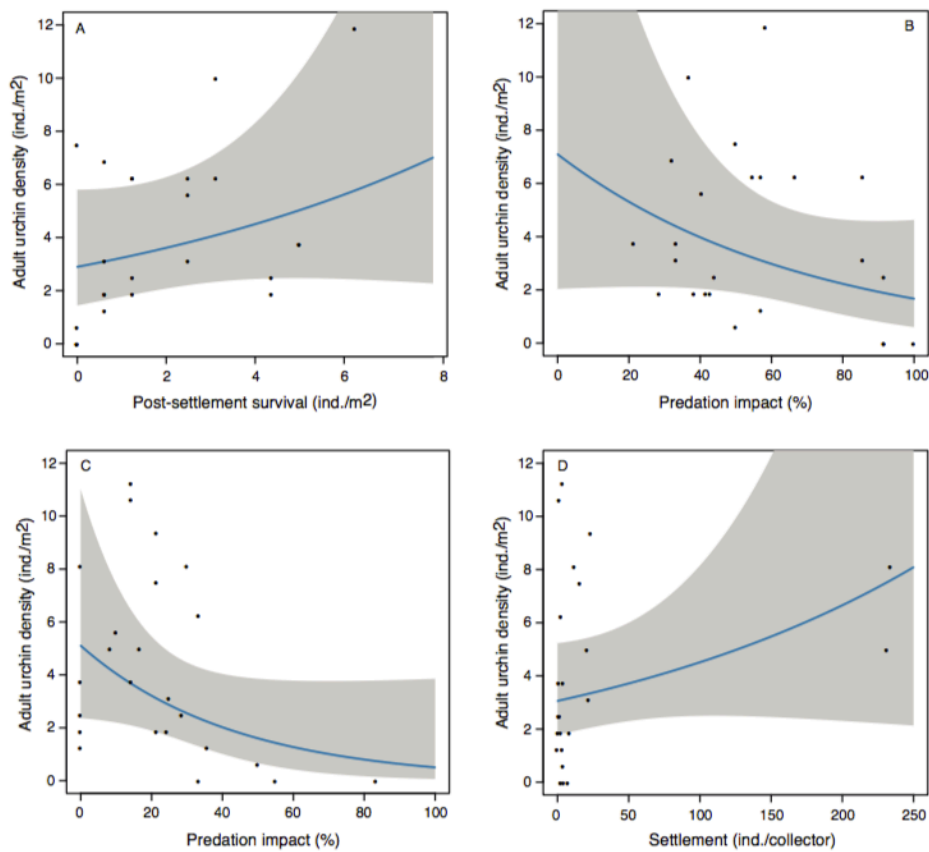 A
Adult urchin density (ind./m2)
12
10
8
6
4
2
0
0 2 4 6 8
Post-settlement survival (ind./m2)
B
Adult urchin density (ind./m2)
12
10
8
6
4
2
0
0 20 40 60 80 100
Predation impact (%)
C
Adult urchin density (ind./m2)
12
10
8
6
4
2
0
0 20 40 60 80 100
Predation impact (%)
D
Adult urchin density (ind./m2)
12
10
8
6
4
2
0
0 50 100 150 200 250
Settlement (ind./collector)